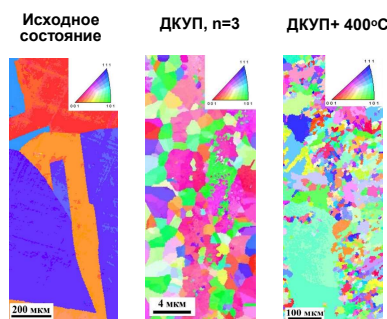 Исходное
состояние
ДКУП, n=3
ДКУП+ 400°C
111
001
101
111
001
101
111
001
101
200 мкм
4 мкм
100 мкм